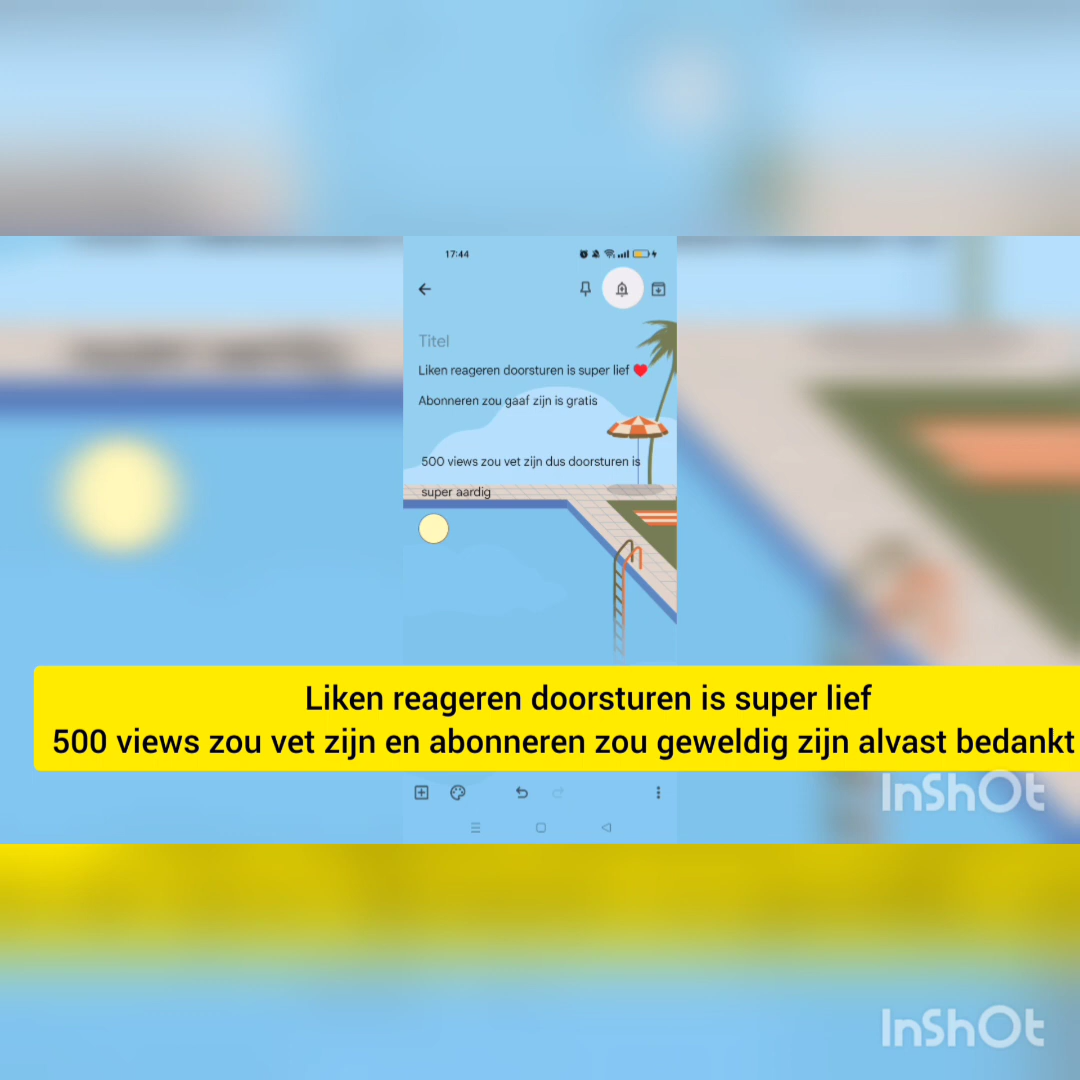 17:44
Titel
Liken reageren doorsturen is super lief ❤️
Abonneren zou gaaf zijn is gratis
500 views zou vet zijn dus doorsturen is
super aardig
Liken reageren doorsturen is super lief
500 views zou vet zijn en abonneren zou geweldig zijn alvast bedankt
InShOt
InShOt